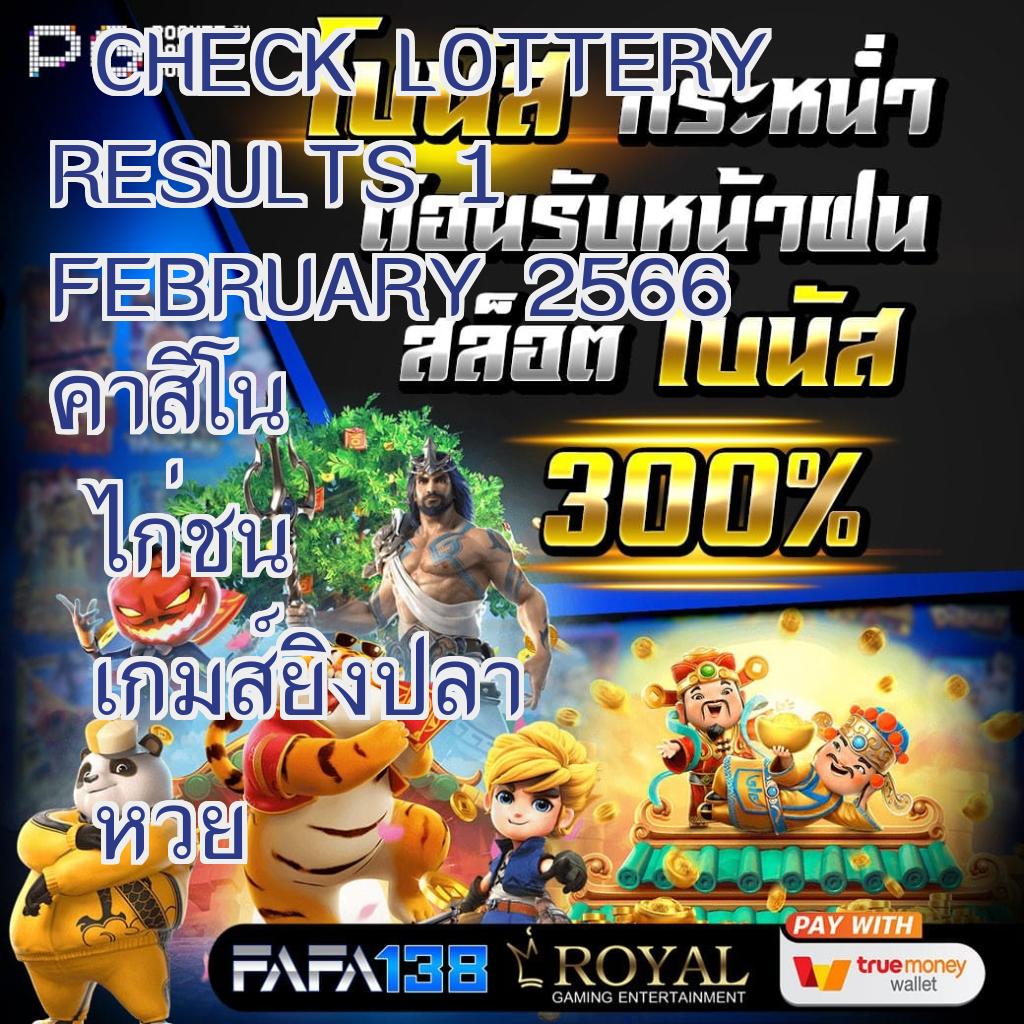 CHECK LOTTERY
RESULTS 1
FEBRUARY 2566
คาสิโน
ไก่ชน
เกมส์ยิงปลา
หวย
โบนัส กระหน่ำ
ต้อนรับหน้าฝน
สล็อต โบนัส
300%
FAFA138
ROYAL
GAMING ENTERTAINMENT
PAY WITH
truemoney
wallet